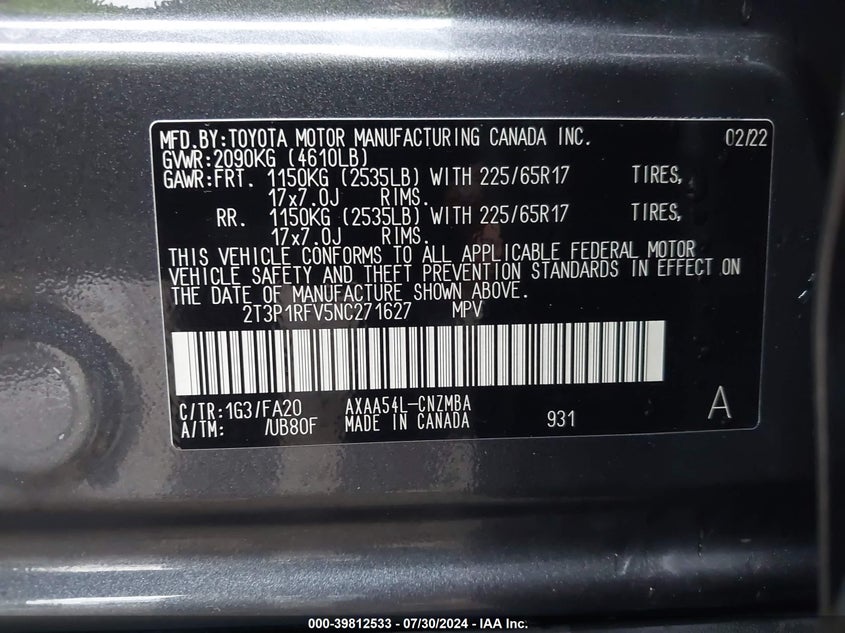 MFD.BY:TOYOTA MOTOR MANUFACTURING CANADA INC. 02/22
GVWR:2090KG (4610LB)
GAWR:FRT. 1150KG (2535LB) WITH 225/65R17 TIRES,
17x7.0J RIMS.
RR. 1150KG (2535LB) WITH 225/65R17 TIRES,
17x7.0J RIMS.
THIS VEHICLE CONFORMS TO ALL APPLICABLE FEDERAL MOTOR
VEHICLE SAFETY AND THEFT PREVENTION STANDARDS IN EFFECT ON
THE DATE OF MANUFACTURE SHOWN ABOVE.
2T3P1RFV5NC271627 MPV
C/TR:1G3/FA20 AXAA54L-CNZMBA
A/TM: /UB80F MADE IN CANADA 931 A
000-39812533 - 07/30/2024 - IAA Inc.